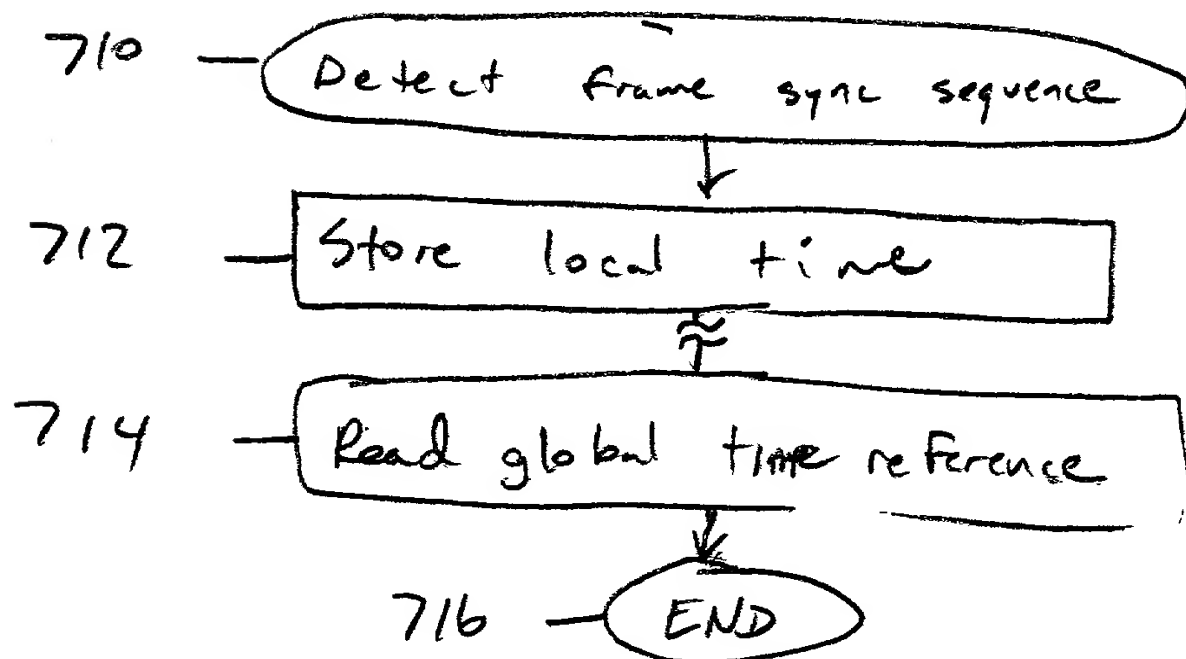 710 Detect frame sync sequence
712 Store local time
714 Read global time reference
716 END